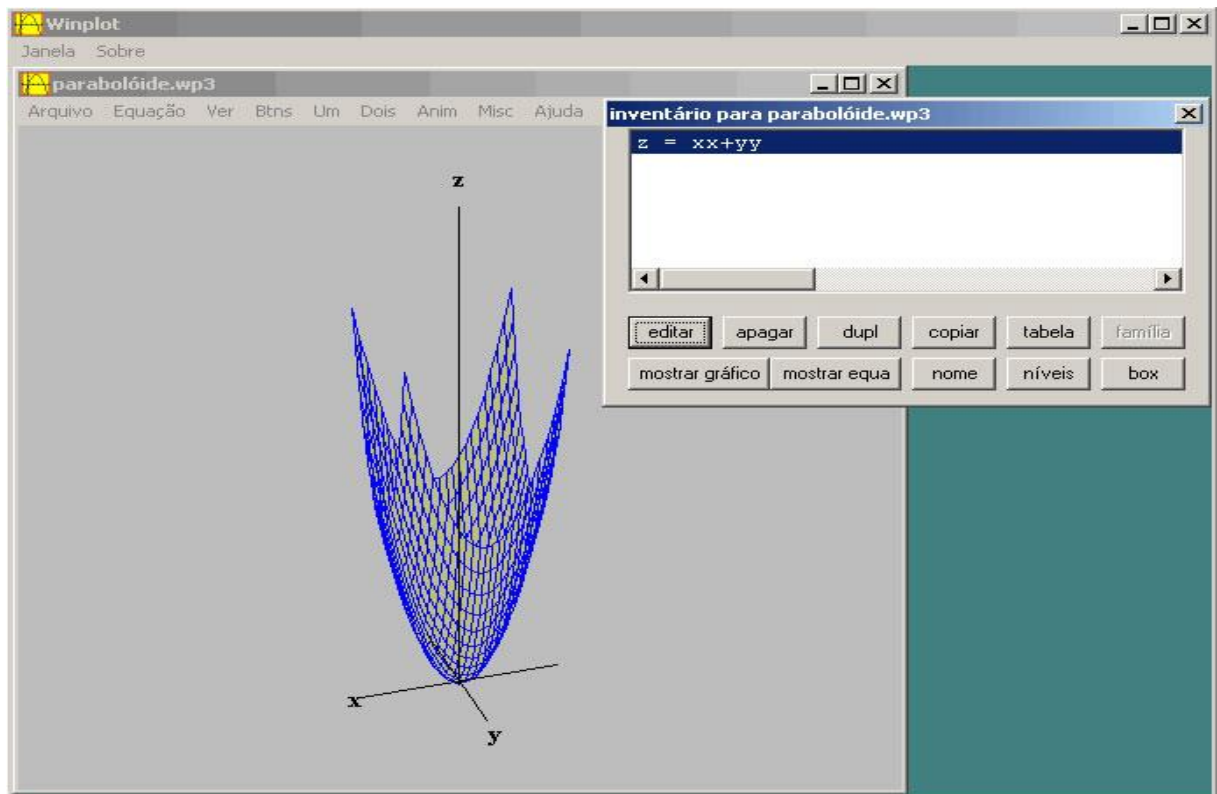 Winplot
Janela Sobre
parabolóide.wp3
Arquivo Equação Ver Btns Um Dois Anim Misc Ajuda
inventário para parabolóide.wp3
z = xx+yy
editar apagar dupl copiar tabela família
mostrar gráfico mostrar equa nome níveis box
z
x
y